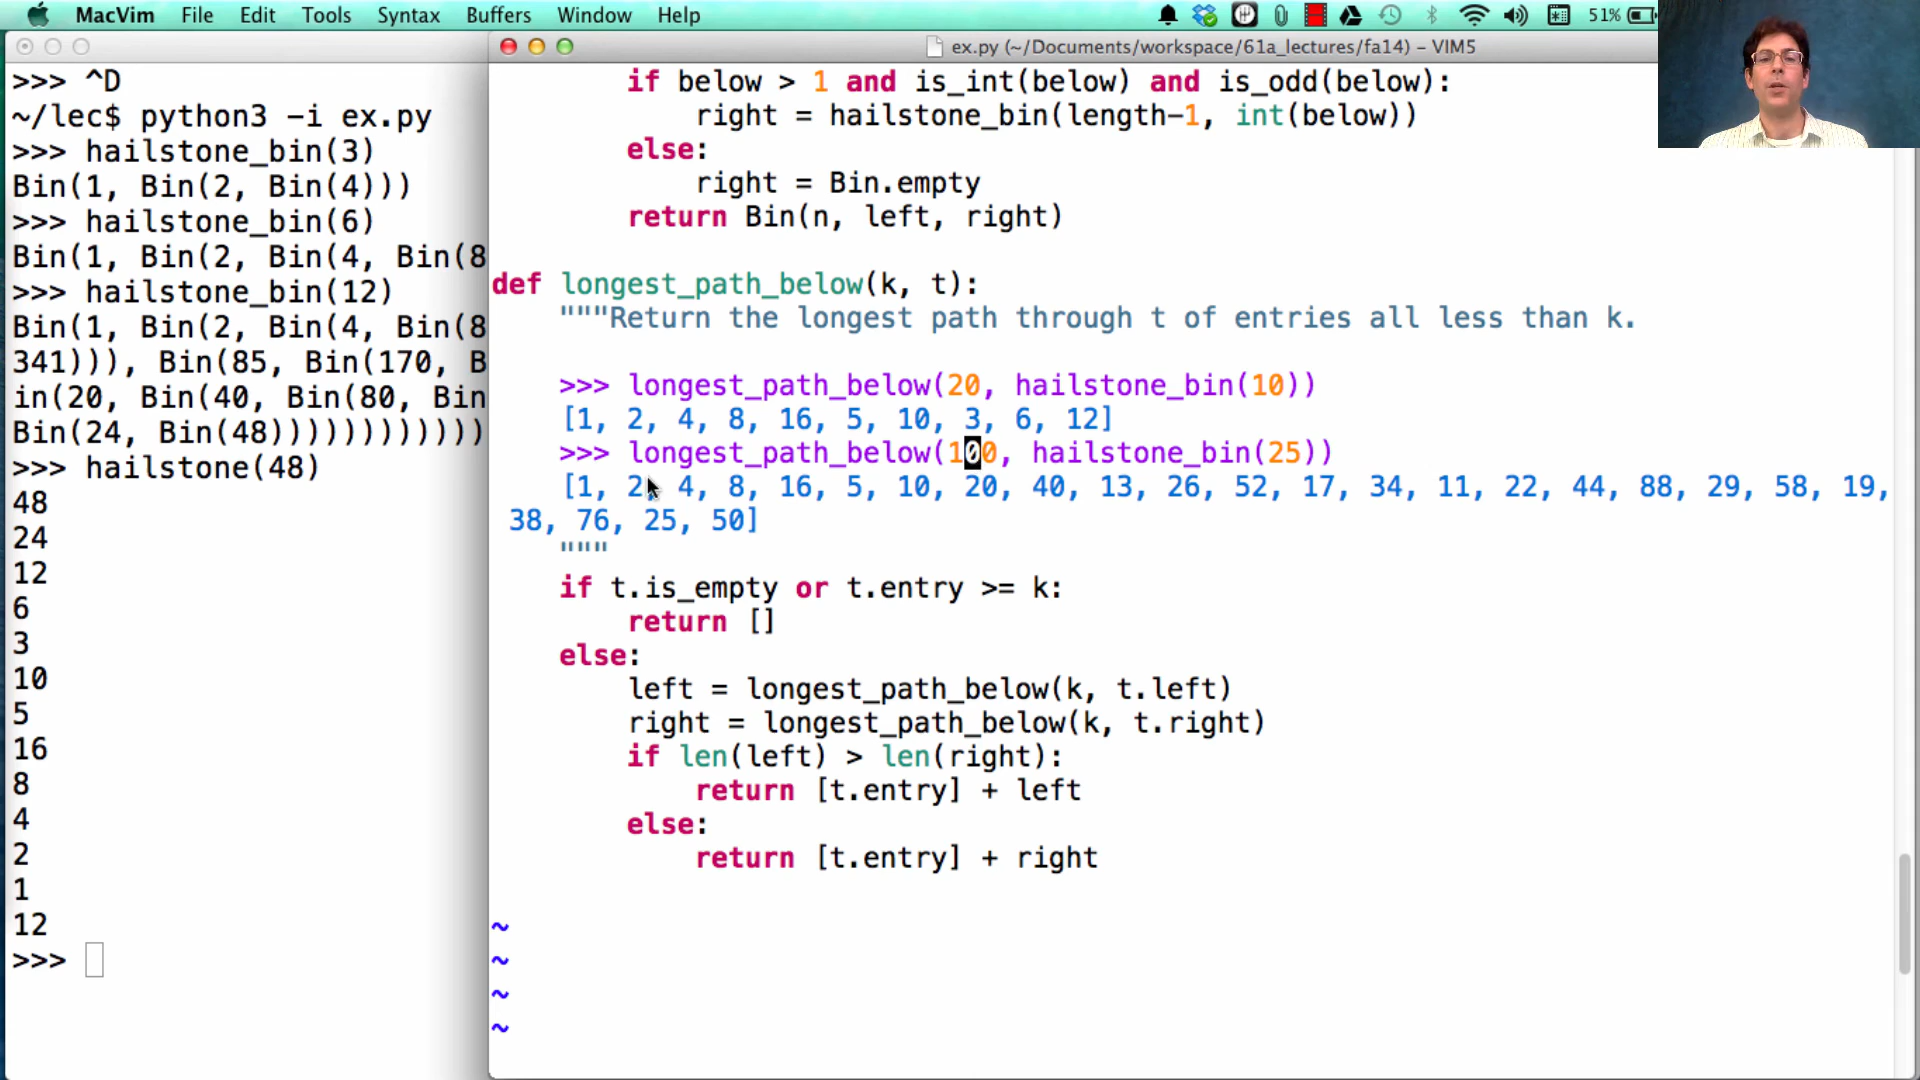 MacVim File Edit Tools Syntax Buffers Window Help 51%
ex.py (~/Documents/workspace/61a_lectures/fa14) – VIM5
>>> ^D
~/lec$ python3 -i ex.py
>>> hailstone_bin(3)
Bin(1, Bin(2, Bin(4)))
>>> hailstone_bin(6)
Bin(1, Bin(2, Bin(4, Bin(8
>>> hailstone_bin(12)
Bin(1, Bin(2, Bin(4, Bin(8
341))), Bin(85, Bin(170, B
in(20, Bin(40, Bin(80, Bin
Bin(24, Bin(48))))))))))))
>>> hailstone(48)
48
24
12
6
3
10
5
16
8
4
2
1
12
>>>
if below > 1 and is_int(below) and is_odd(below):
right = hailstone_bin(length-1, int(below))
else:
right = Bin.empty
return Bin(n, left, right)
def longest_path_below(k, t):
"""Return the longest path through t of entries all less than k.
>>> longest_path_below(20, hailstone_bin(10))
[1, 2, 4, 8, 16, 5, 10, 3, 6, 12]
>>> longest_path_below(100, hailstone_bin(25))
[1, 2, 4, 8, 16, 5, 10, 20, 40, 13, 26, 52, 17, 34, 11, 22, 44, 88, 29, 58, 19,
38, 76, 25, 50]
"""
if t.is_empty or t.entry >= k:
return []
else:
left = longest_path_below(k, t.left)
right = longest_path_below(k, t.right)
if len(left) > len(right):
return [t.entry] + left
else:
return [t.entry] + right
~
~
~
~